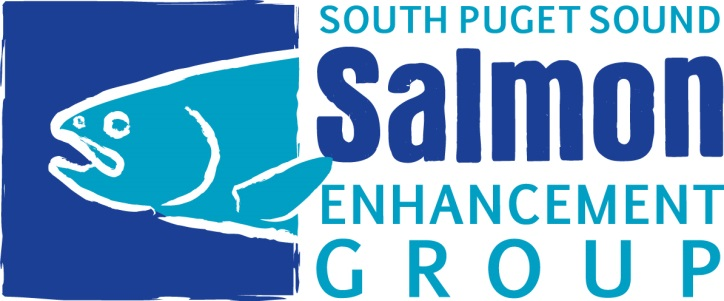 SOUTH PUGET SOUND
Salmon
ENHANCEMENT
GROUP